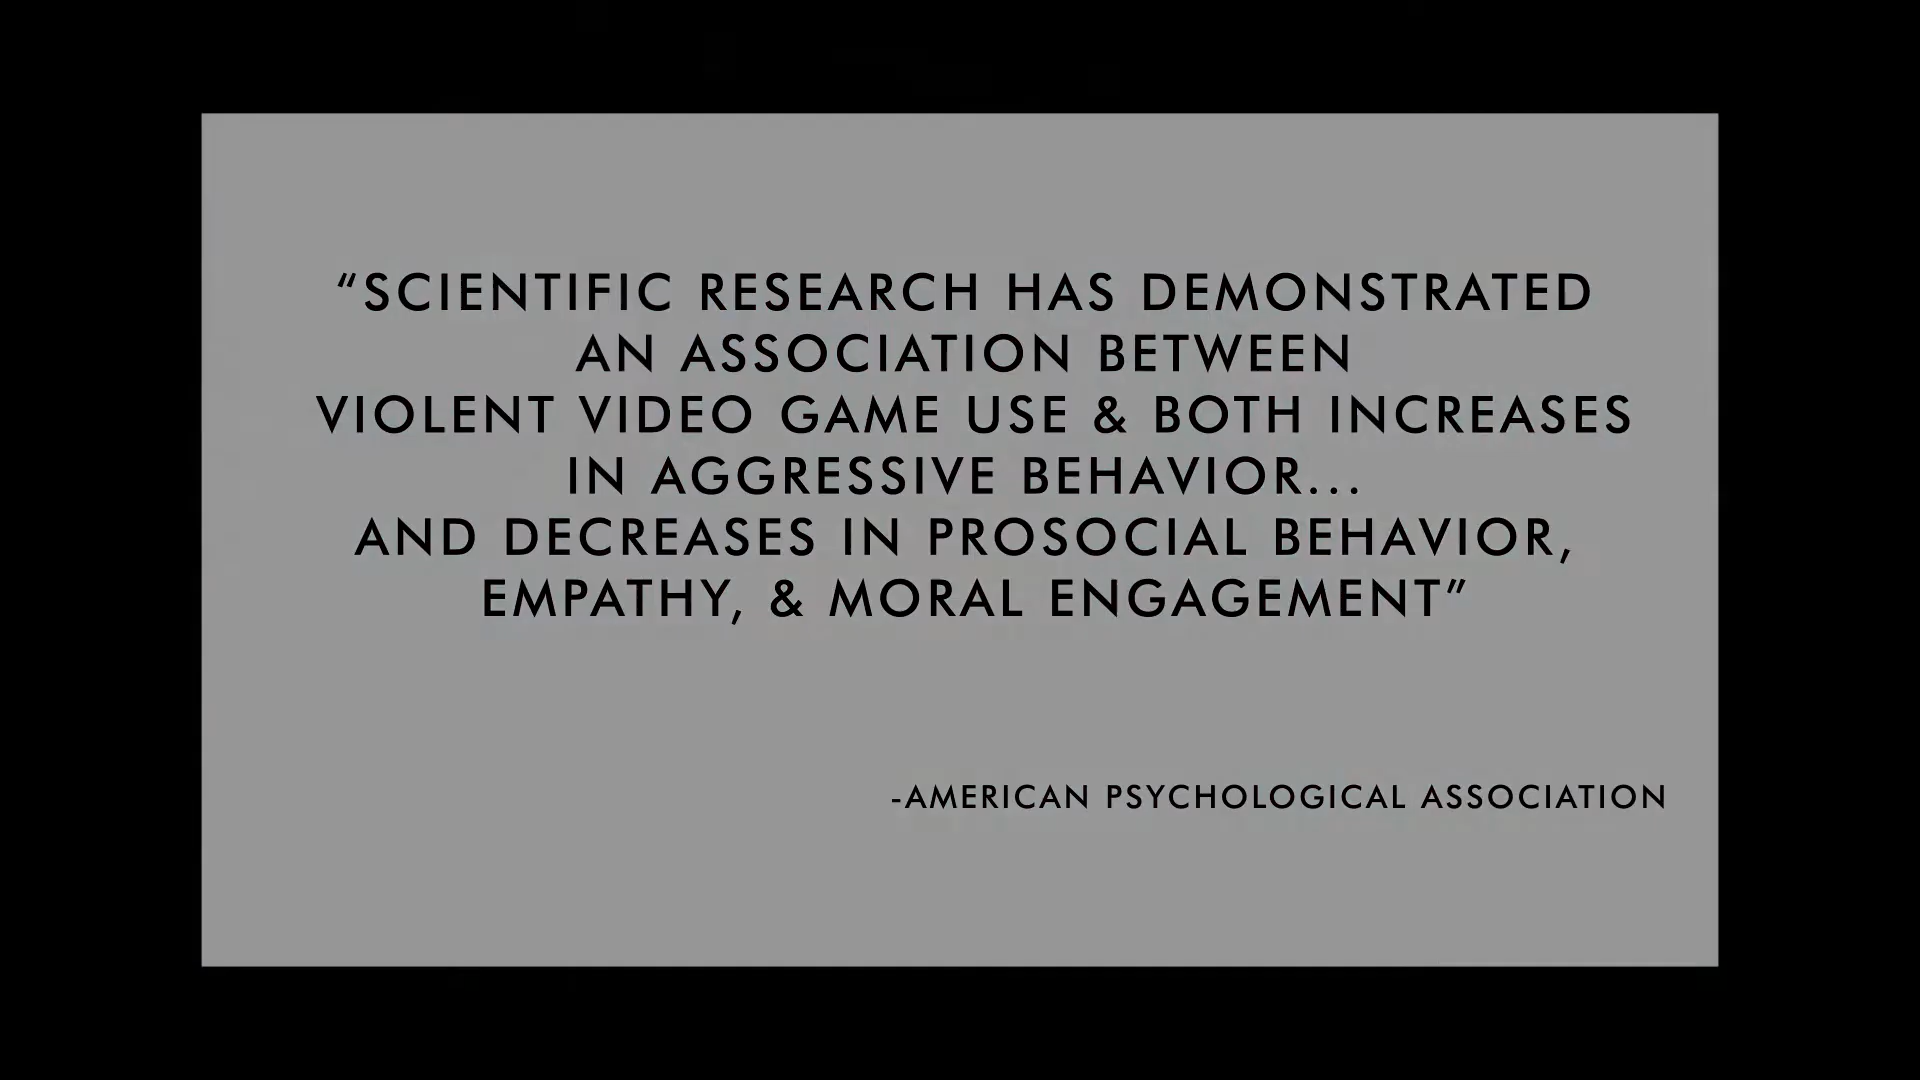 “SCIENTIFIC RESEARCH HAS DEMONSTRATED
AN ASSOCIATION BETWEEN
VIOLENT VIDEO GAME USE & BOTH INCREASES
IN AGGRESSIVE BEHAVIOR...
AND DECREASES IN PROSOCIAL BEHAVIOR,
EMPATHY, & MORAL ENGAGEMENT”
-AMERICAN PSYCHOLOGICAL ASSOCIATION